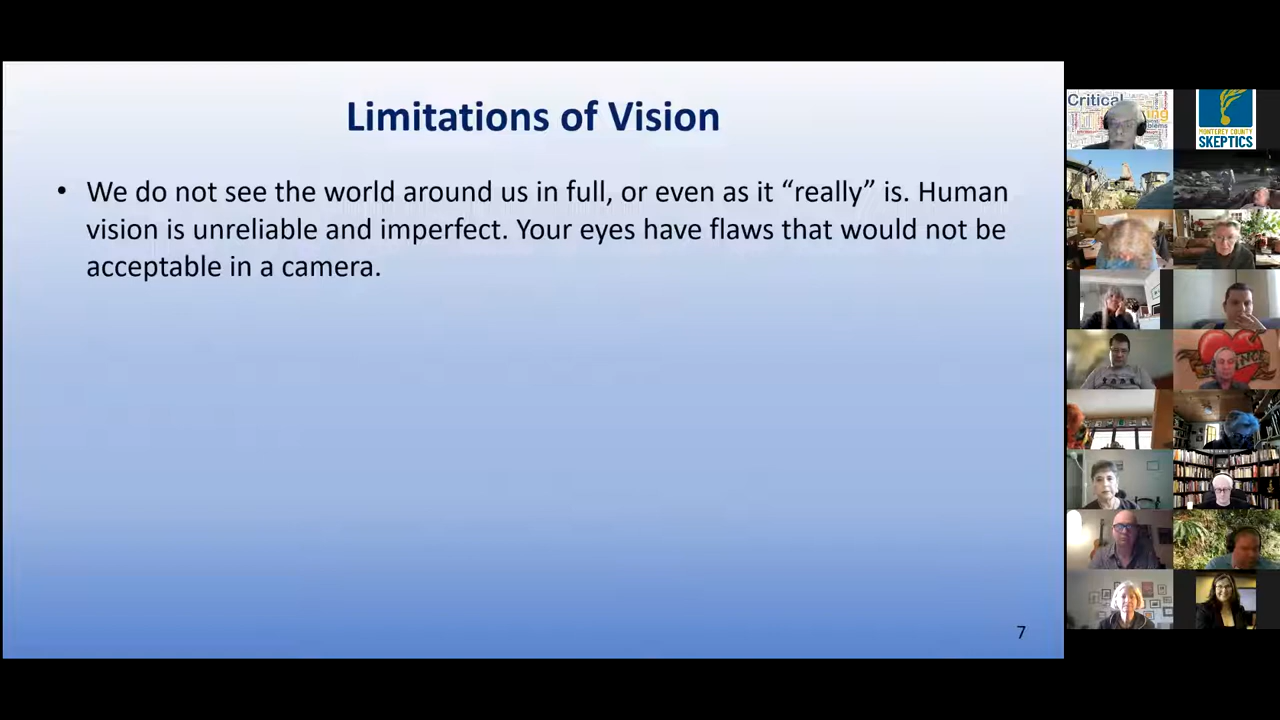 Limitations of Vision
• We do not see the world around us in full, or even as it “really” is. Human
vision is unreliable and imperfect. Your eyes have flaws that would not be
acceptable in a camera.
7
Critical
MONTEREY COUNTY
SKEPTICS